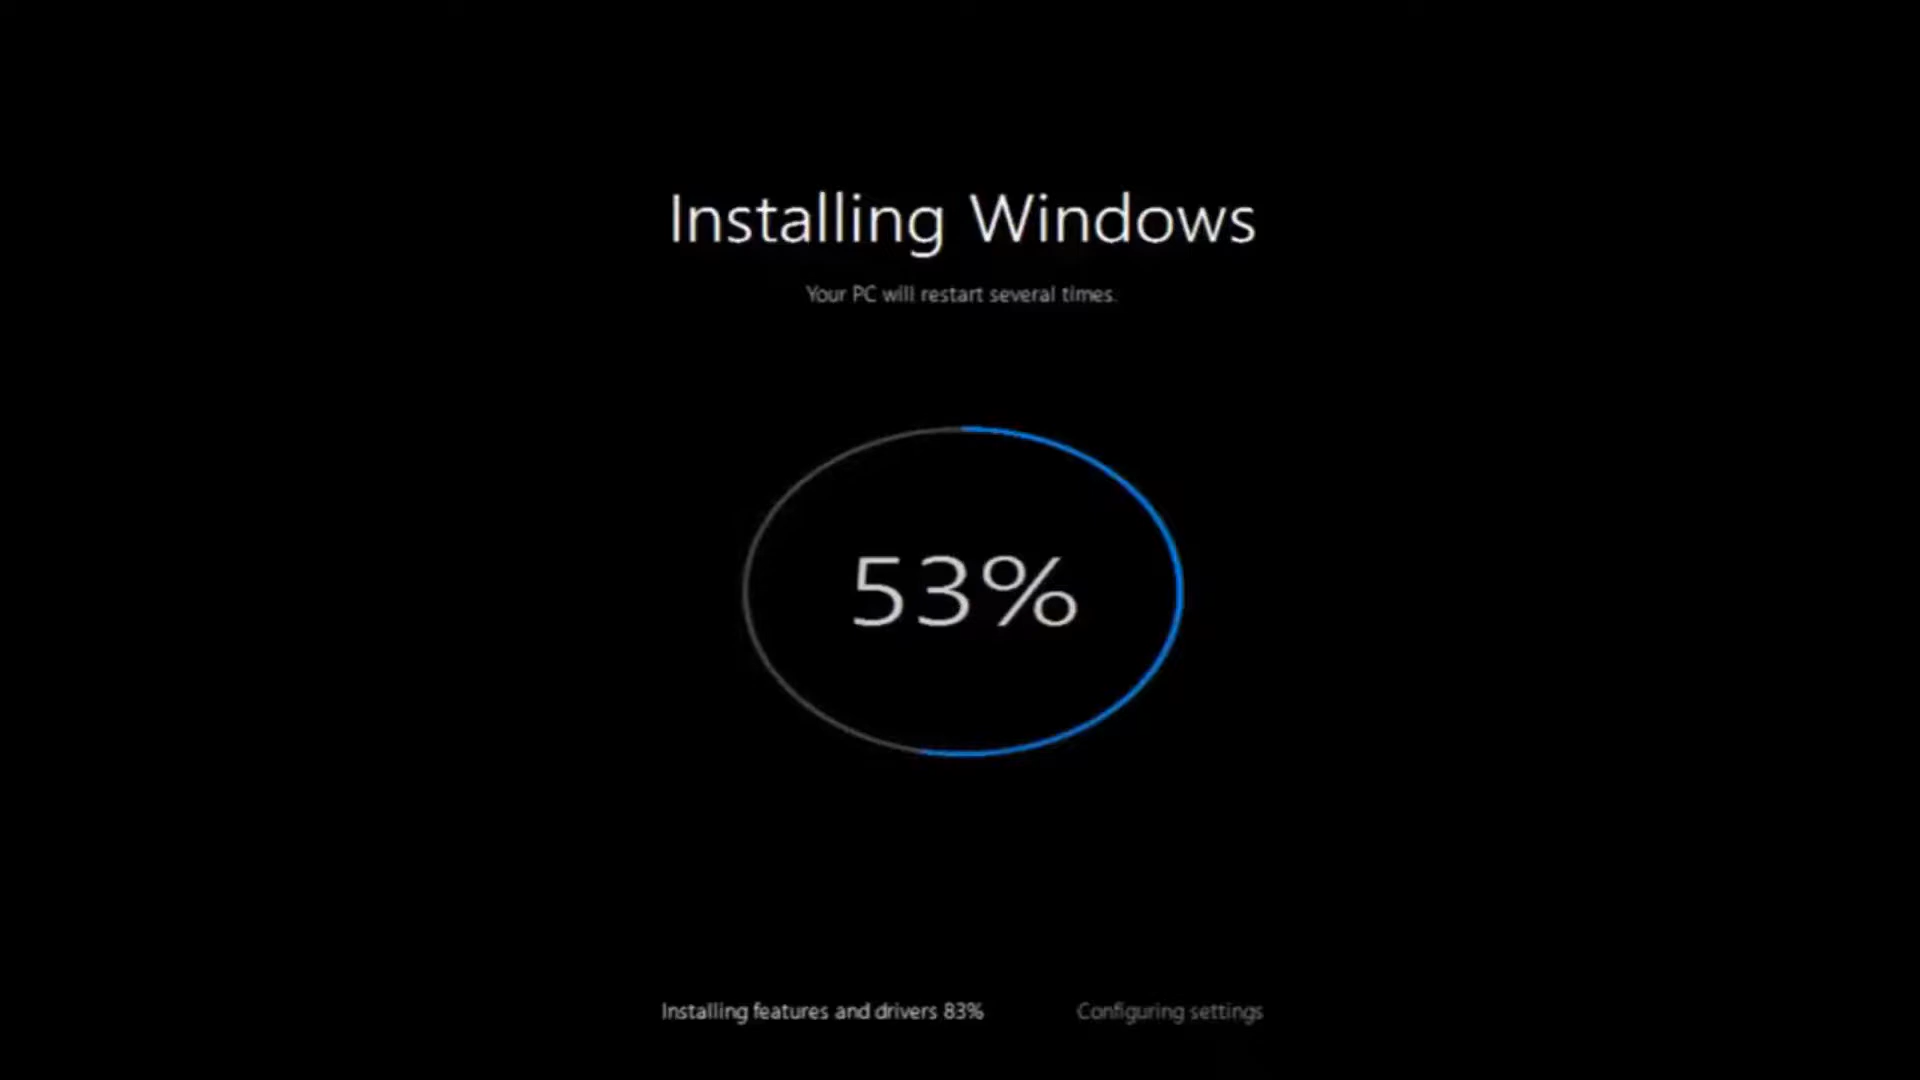 Installing Windows
Your PC will restart several times.
53%
Installing features and drivers 83%
Configuring settings